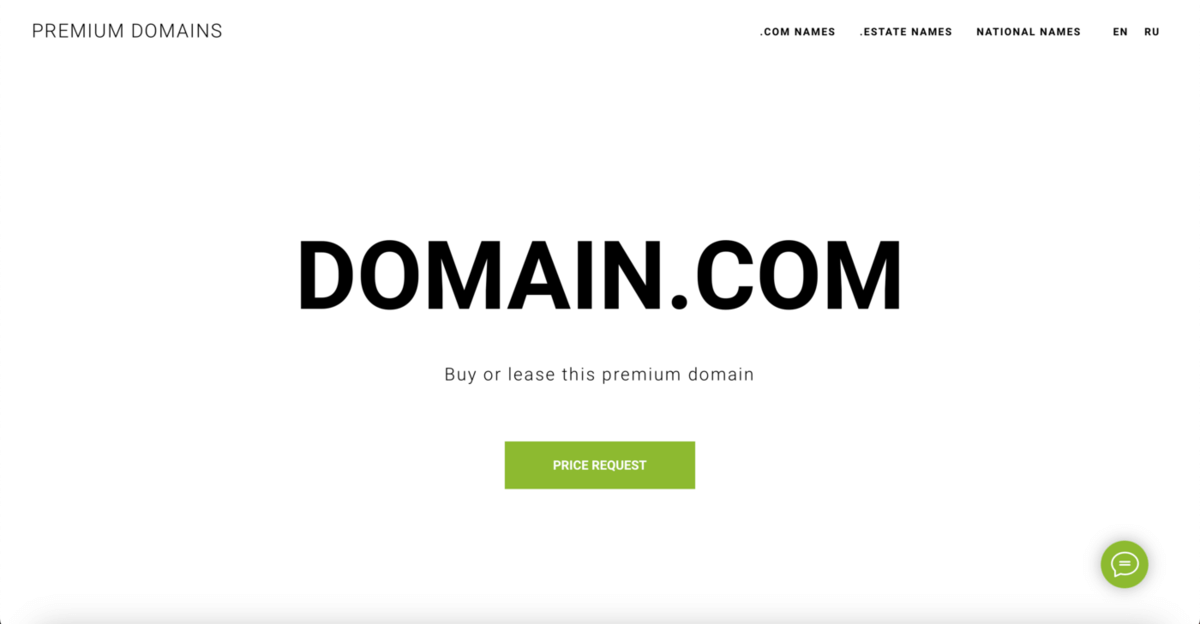 PREMIUM DOMAINS
.COM NAMES .ESTATE NAMES NATIONAL NAMES EN RU
DOMAIN.COM
Buy or lease this premium domain
PRICE REQUEST